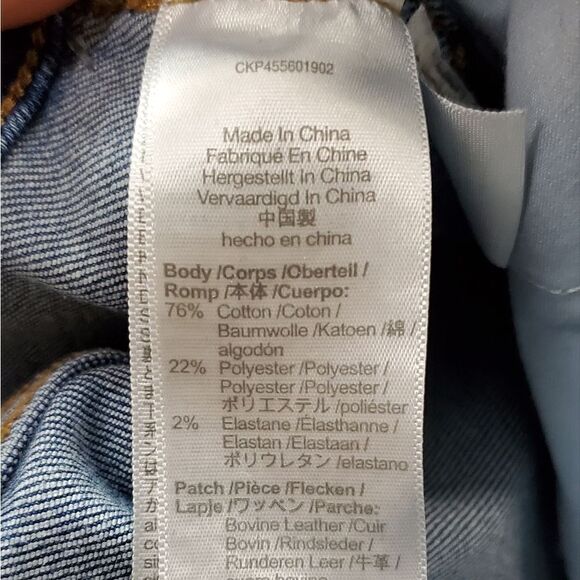 CKP455601902
Made In China
Fabriqué En Chine
Hergestellt In China
Vervaardigd In China
中国製
hecho en china
Body /Corps /Oberteil /
Romp /本体 /Cuerpo:
76% Cotton /Coton /
Baumwolle /Katoen /綿 /
algodón
22% Polyester /Polyester /
Polyester /Polyester /
ポリエステル /poliéster
2% Elastane /Élasthanne /
Elastan /Elastaan /
ポリウレタン /elastano
Patch /Pièce /Flecken /
Lapje /ワッペン /Parche:
Bovine Leather /Cuir
Bovin /Rindsleder /
Runderen Leer /牛革 /